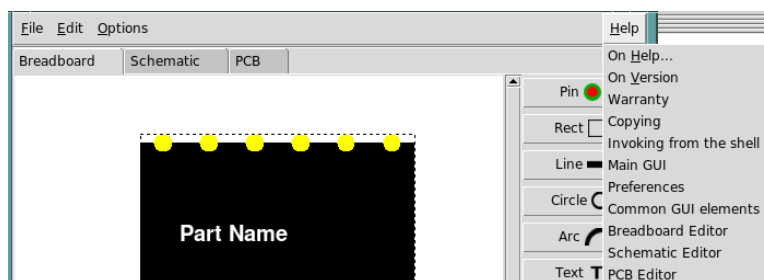 File Edit Options Help
Breadboard Schematic PCB
Pin
Rect
Line
Circle
Arc
Text T
Part Name
On Help...
On Version
Warranty
Copying
Invoking from the shell
Main GUI
Preferences
Common GUI elements
Breadboard Editor
Schematic Editor
PCB Editor